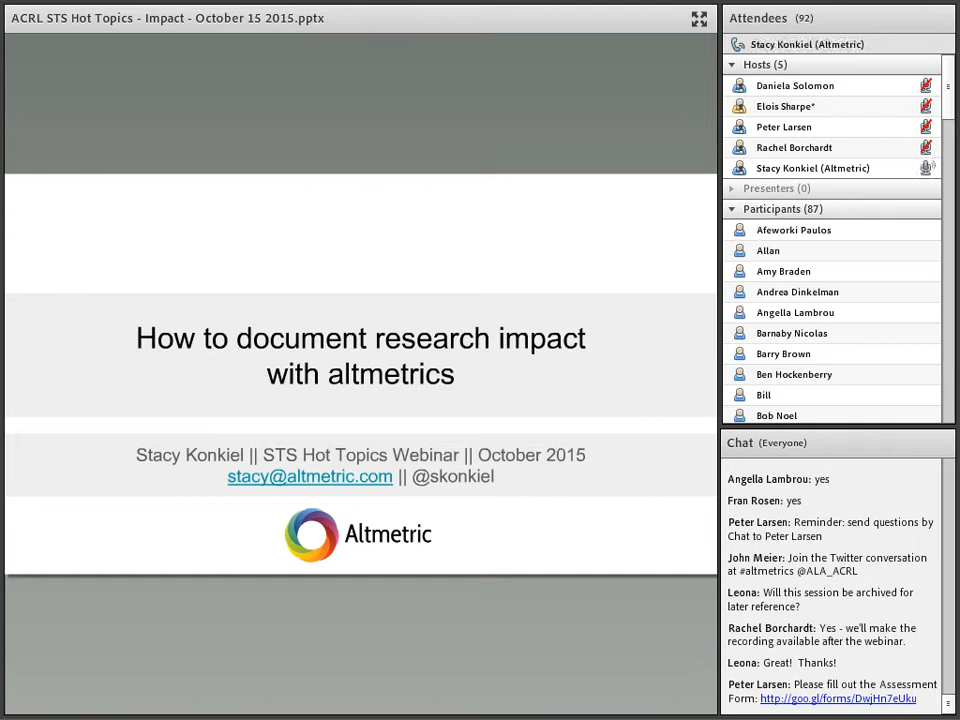 ACRL STS Hot Topics - Impact - October 15 2015.pptx
How to document research impact
with altmetrics
Stacy Konkiel || STS Hot Topics Webinar || October 2015
stacy@altmetric.com || @skonkiel
Altmetric
Attendees (92)
Stacy Konkiel (Altmetric)
Hosts (5)
Daniela Solomon
Elois Sharpe*
Peter Larsen
Rachel Borchardt
Stacy Konkiel (Altmetric)
Presenters (0)
Participants (87)
Afeworki Paulos
Allan
Amy Braden
Andrea Dinkelman
Angella Lambrou
Barnaby Nicolas
Barry Brown
Ben Hockenberry
Bill
Bob Noel
Chat (Everyone)
Angella Lambrou: yes
Fran Rosen: yes
Peter Larsen: Reminder: send questions by
Chat to Peter Larsen
John Meier: Join the Twitter conversation
at #altmetrics @ALA_ACRL
Leona: Will this session be archived for
later reference?
Rachel Borchardt: Yes - we'll make the
recording available after the webinar.
Leona: Great! Thanks!
Peter Larsen: Please fill out the Assessment
Form: http://goo.gl/forms/DwjHn7eUku